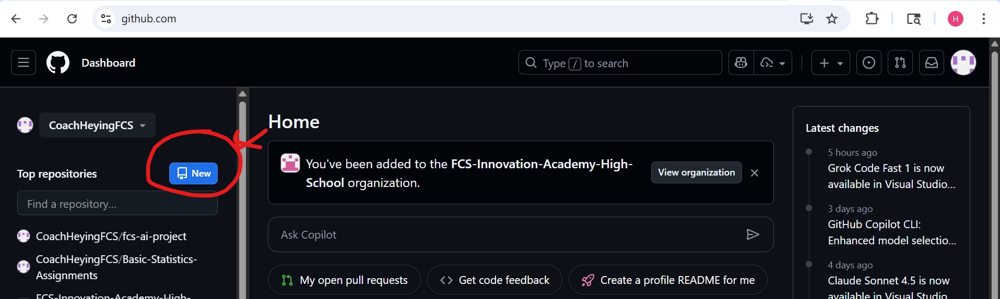 github.com
H
Dashboard
Type / to search
CoachHeyingFCS
Top repositories
New
Find a repository...
CoachHeyingFCS/fcs-ai-project
CoachHeyingFCS/Basic-Statistics-
Assignments
FCS-Innovation-Academy-High-
Home
You've been added to the FCS-Innovation-Academy-High-
School organization.
View organization
Ask Copilot
My open pull requests
Get code feedback
Create a profile README for me
Latest changes
5 hours ago
Grok Code Fast 1 is now
available in Visual Studio...
3 days ago
GitHub Copilot CLI:
Enhanced model selectio...
4 days ago
Claude Sonnet 4.5 is now
available in Visual Studio